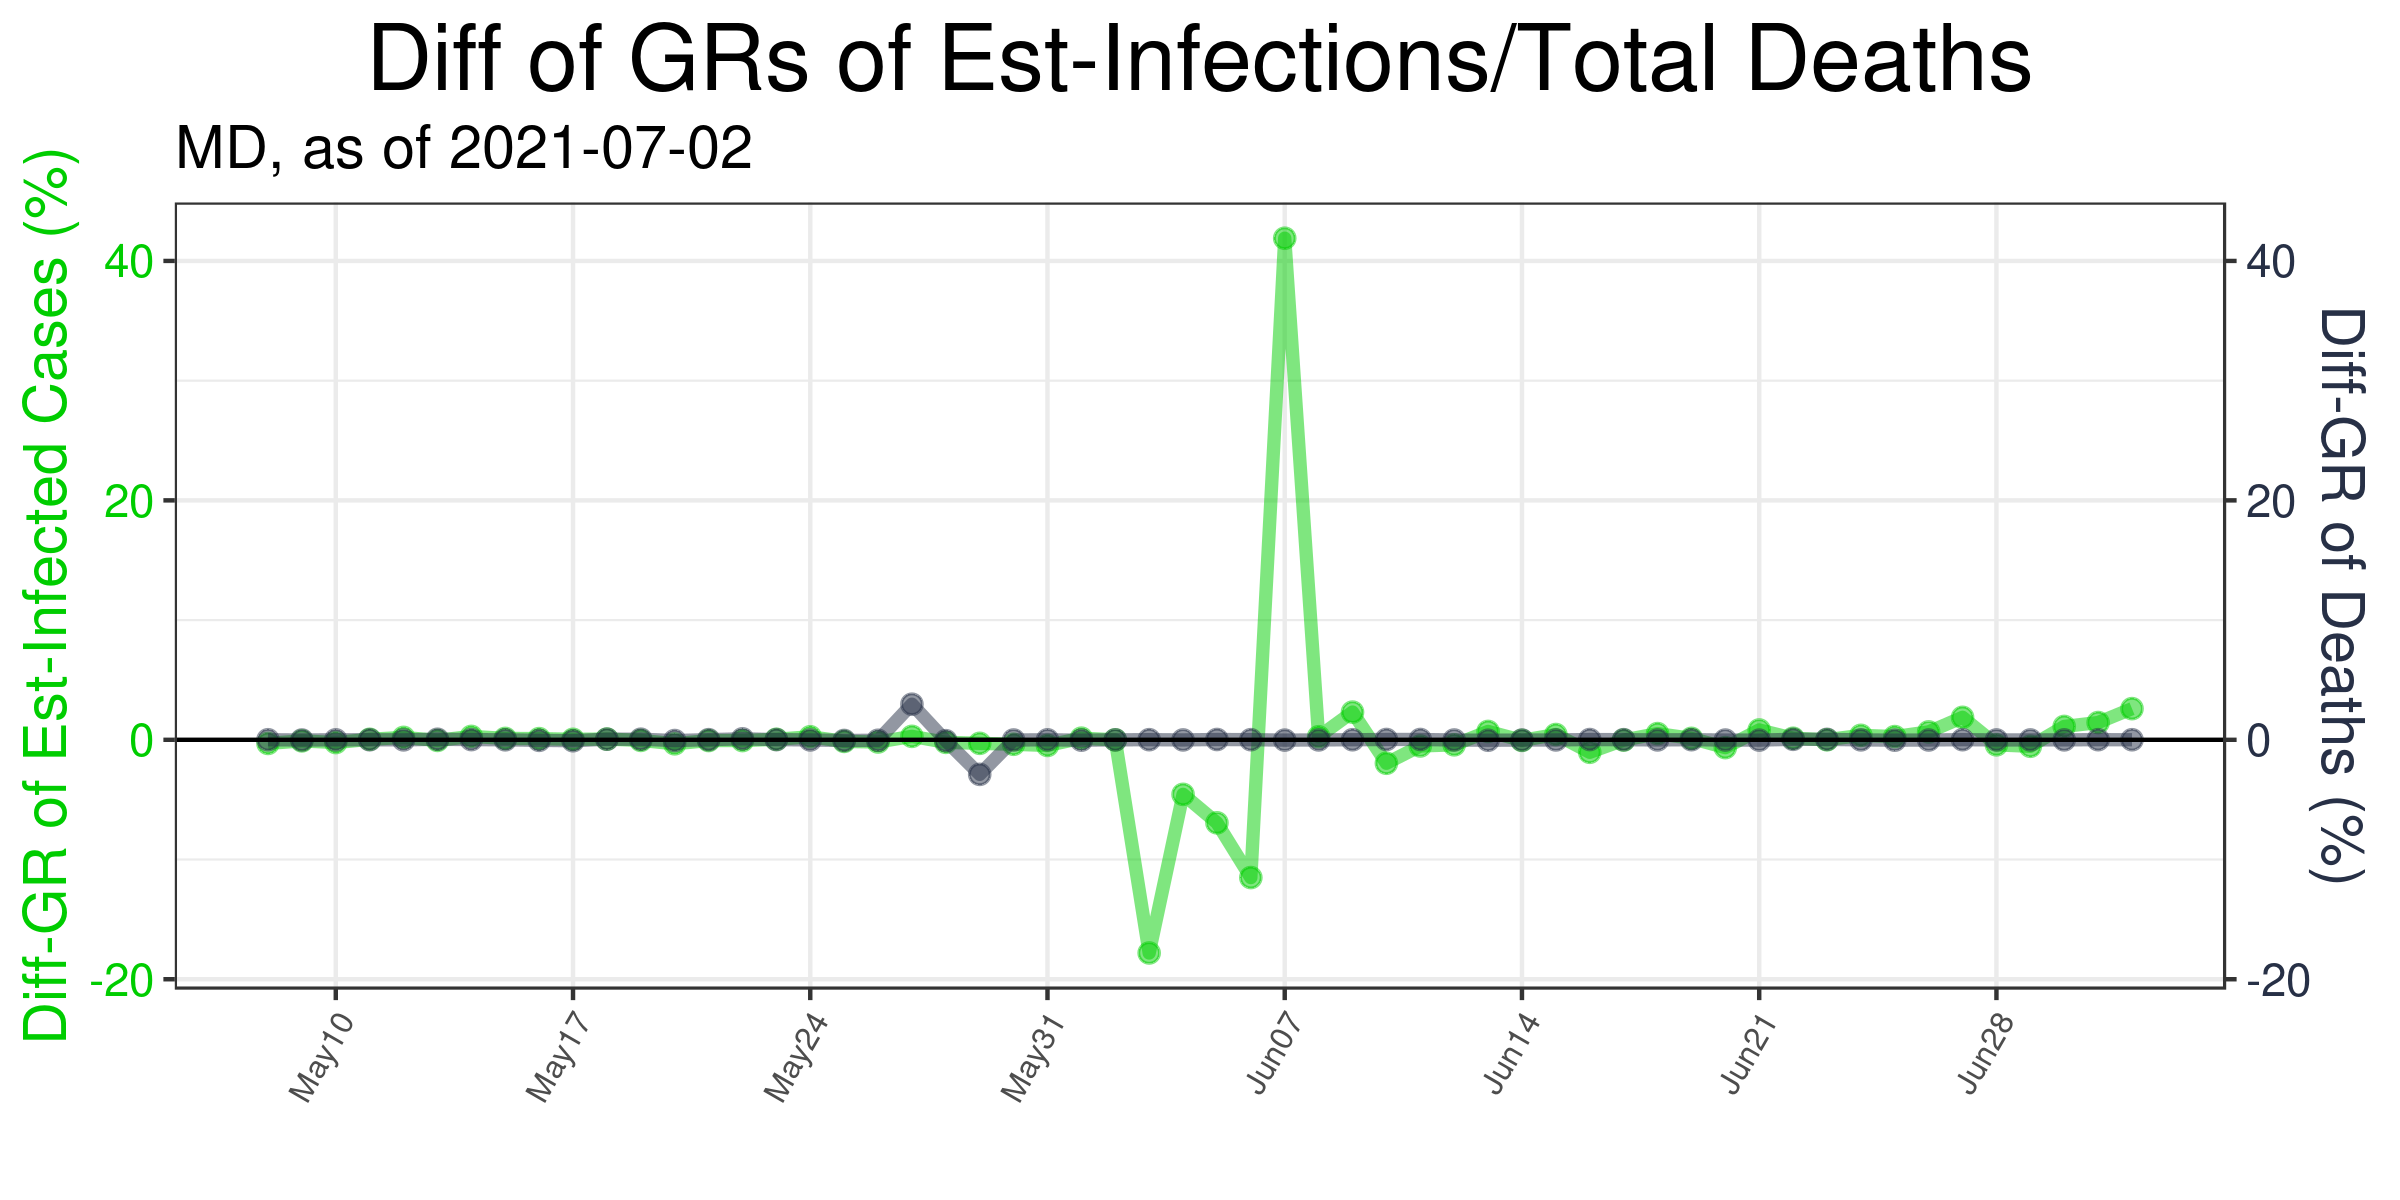 Diff of GRs of Est-Infections/Total Deaths
MD, as of 2021-07-02
Diff-GR of Est-Infected Cases (%)
40
20
0
-20
40
20
0
-20
Diff-GR of Deaths (%)
May10
May17
May24
May31
Jun07
Jun14
Jun21
Jun28